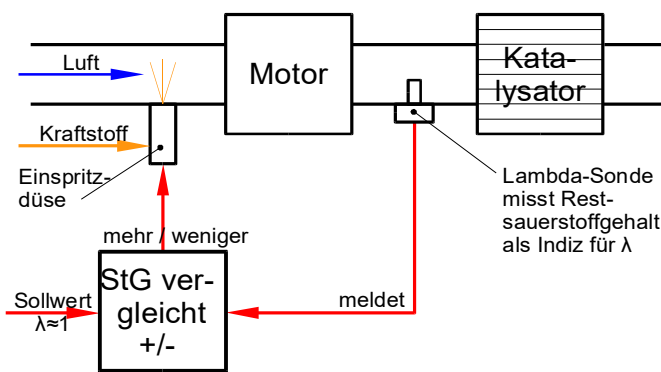 Luft
Motor
Kata-
lysator
Kraftstoff
Einspritz-
düse
Lambda-Sonde
misst Rest-
sauerstoffgehalt
als Indiz für λ
mehr / weniger
Sollwert
λ≈1
StG ver-
gleicht
+/-
meldet